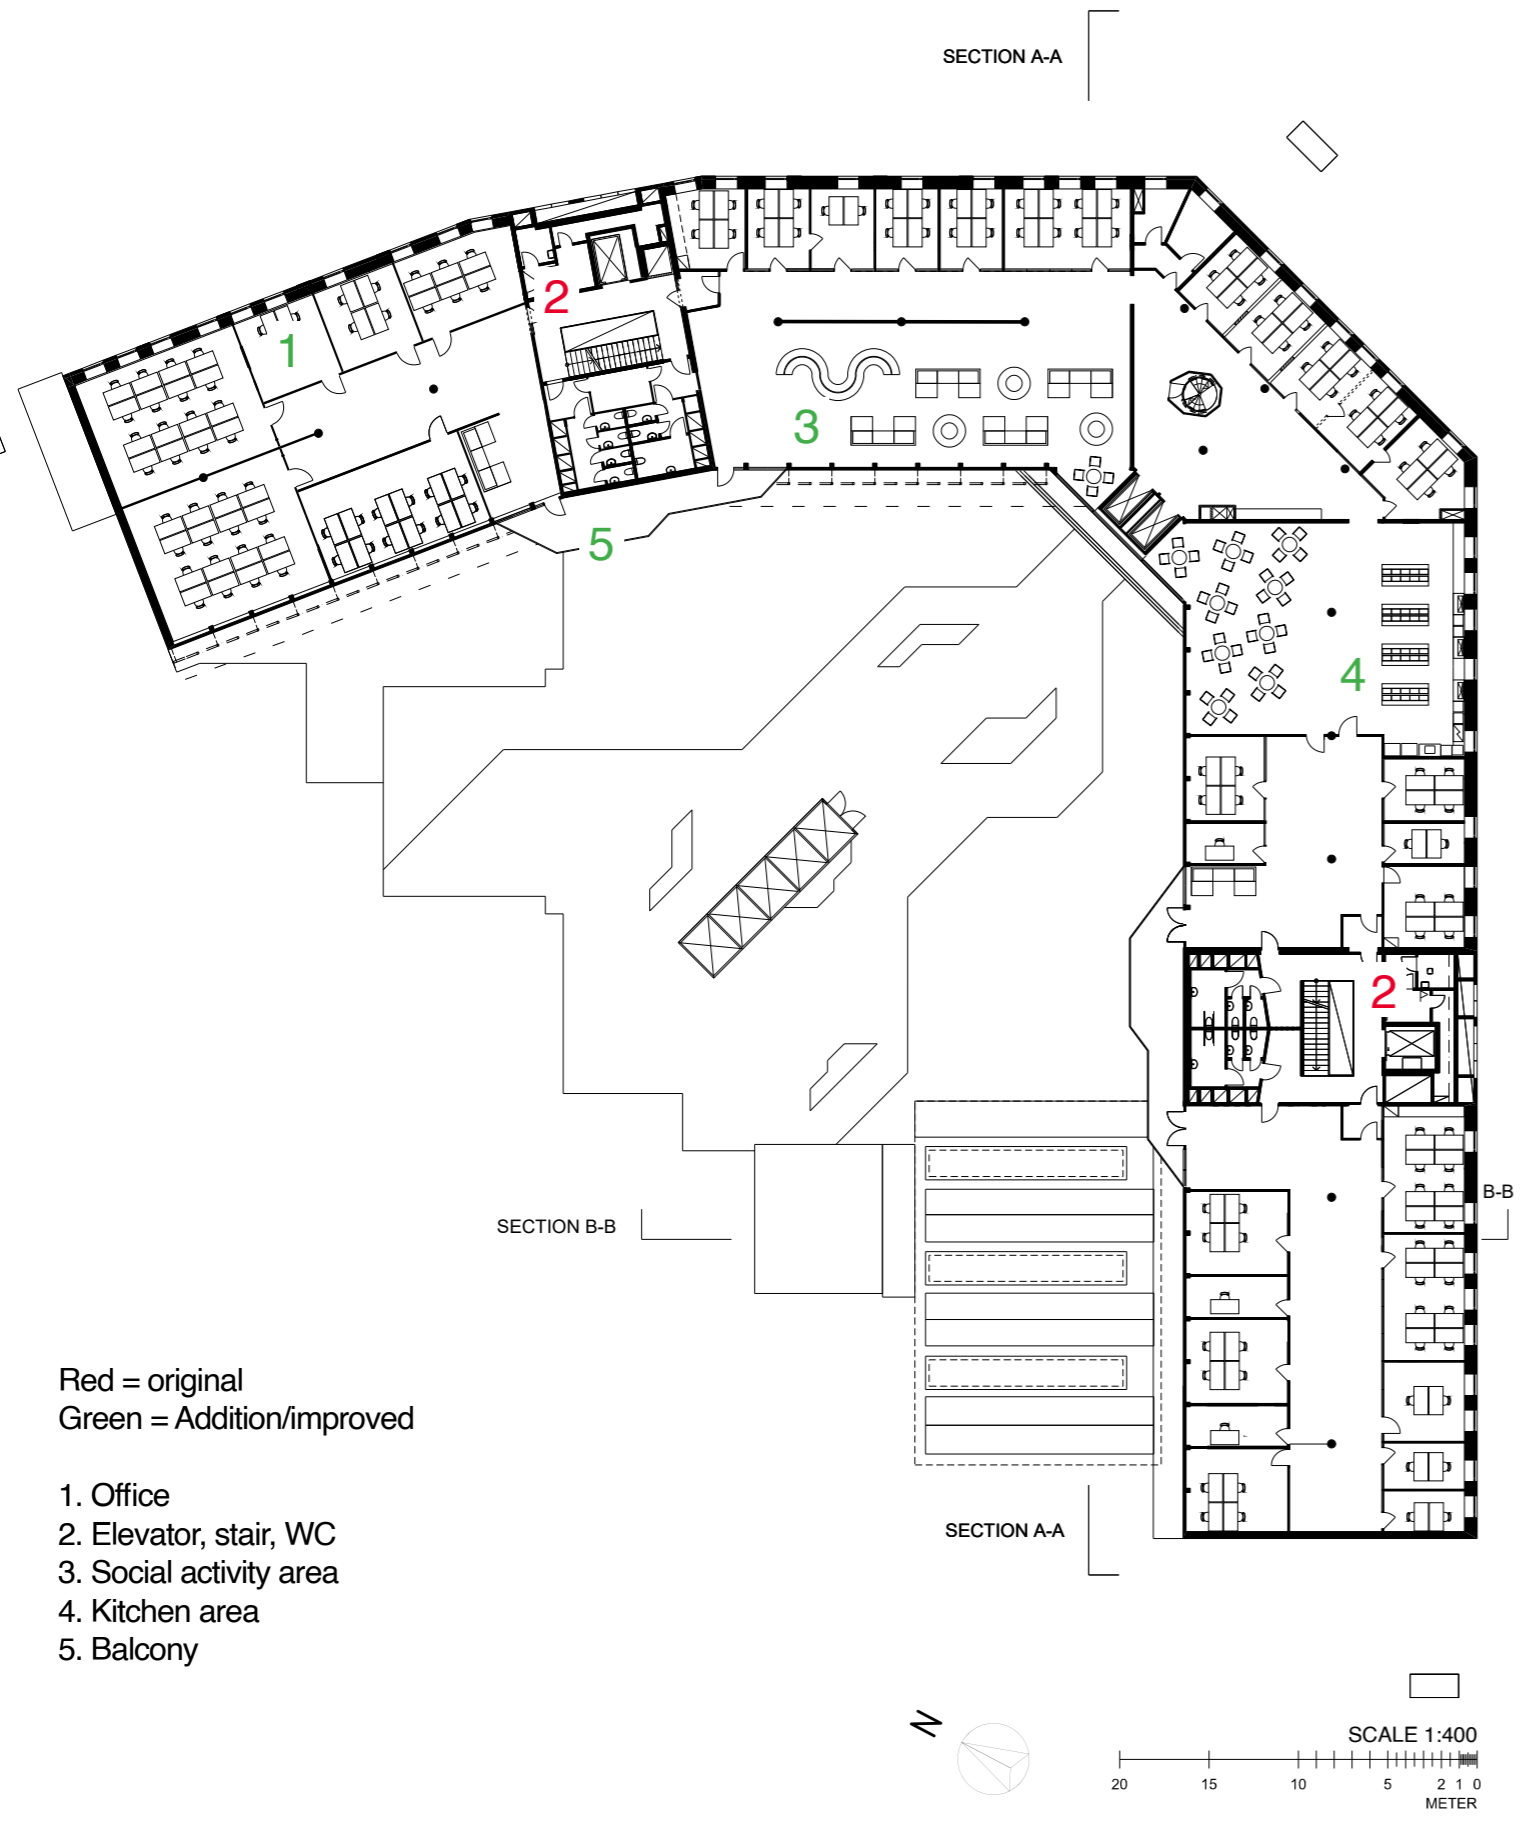 SECTION A-A
2
1
3
5
4
2
B-B
SECTION B-B
Red = original
Green = Addition/improved
1. Office
2. Elevator, stair, WC
3. Social activity area
4. Kitchen area
5. Balcony
SECTION A-A
N
SCALE 1:400
20 15 10 5 2 1 0
METER